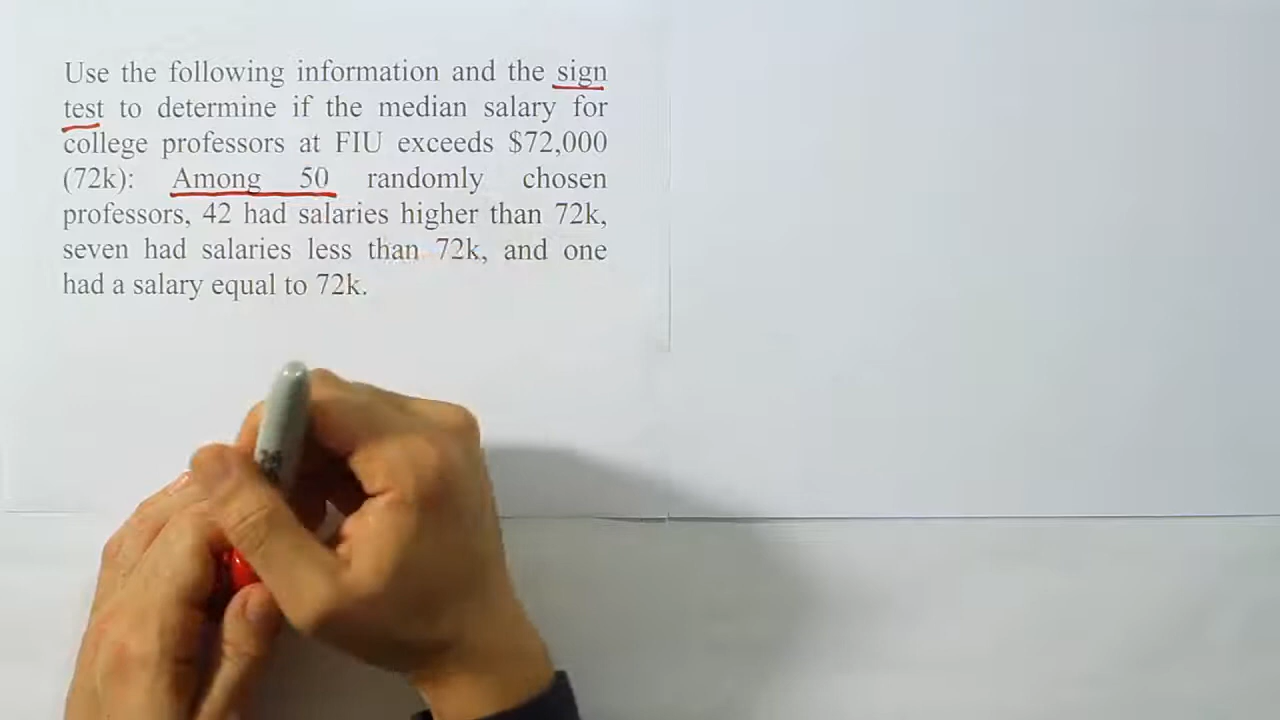 Use the following information and the sign
test to determine if the median salary for
college professors at FIU exceeds $72,000
(72k): Among 50 randomly chosen
professors, 42 had salaries higher than 72k,
seven had salaries less than 72k, and one
had a salary equal to 72k.